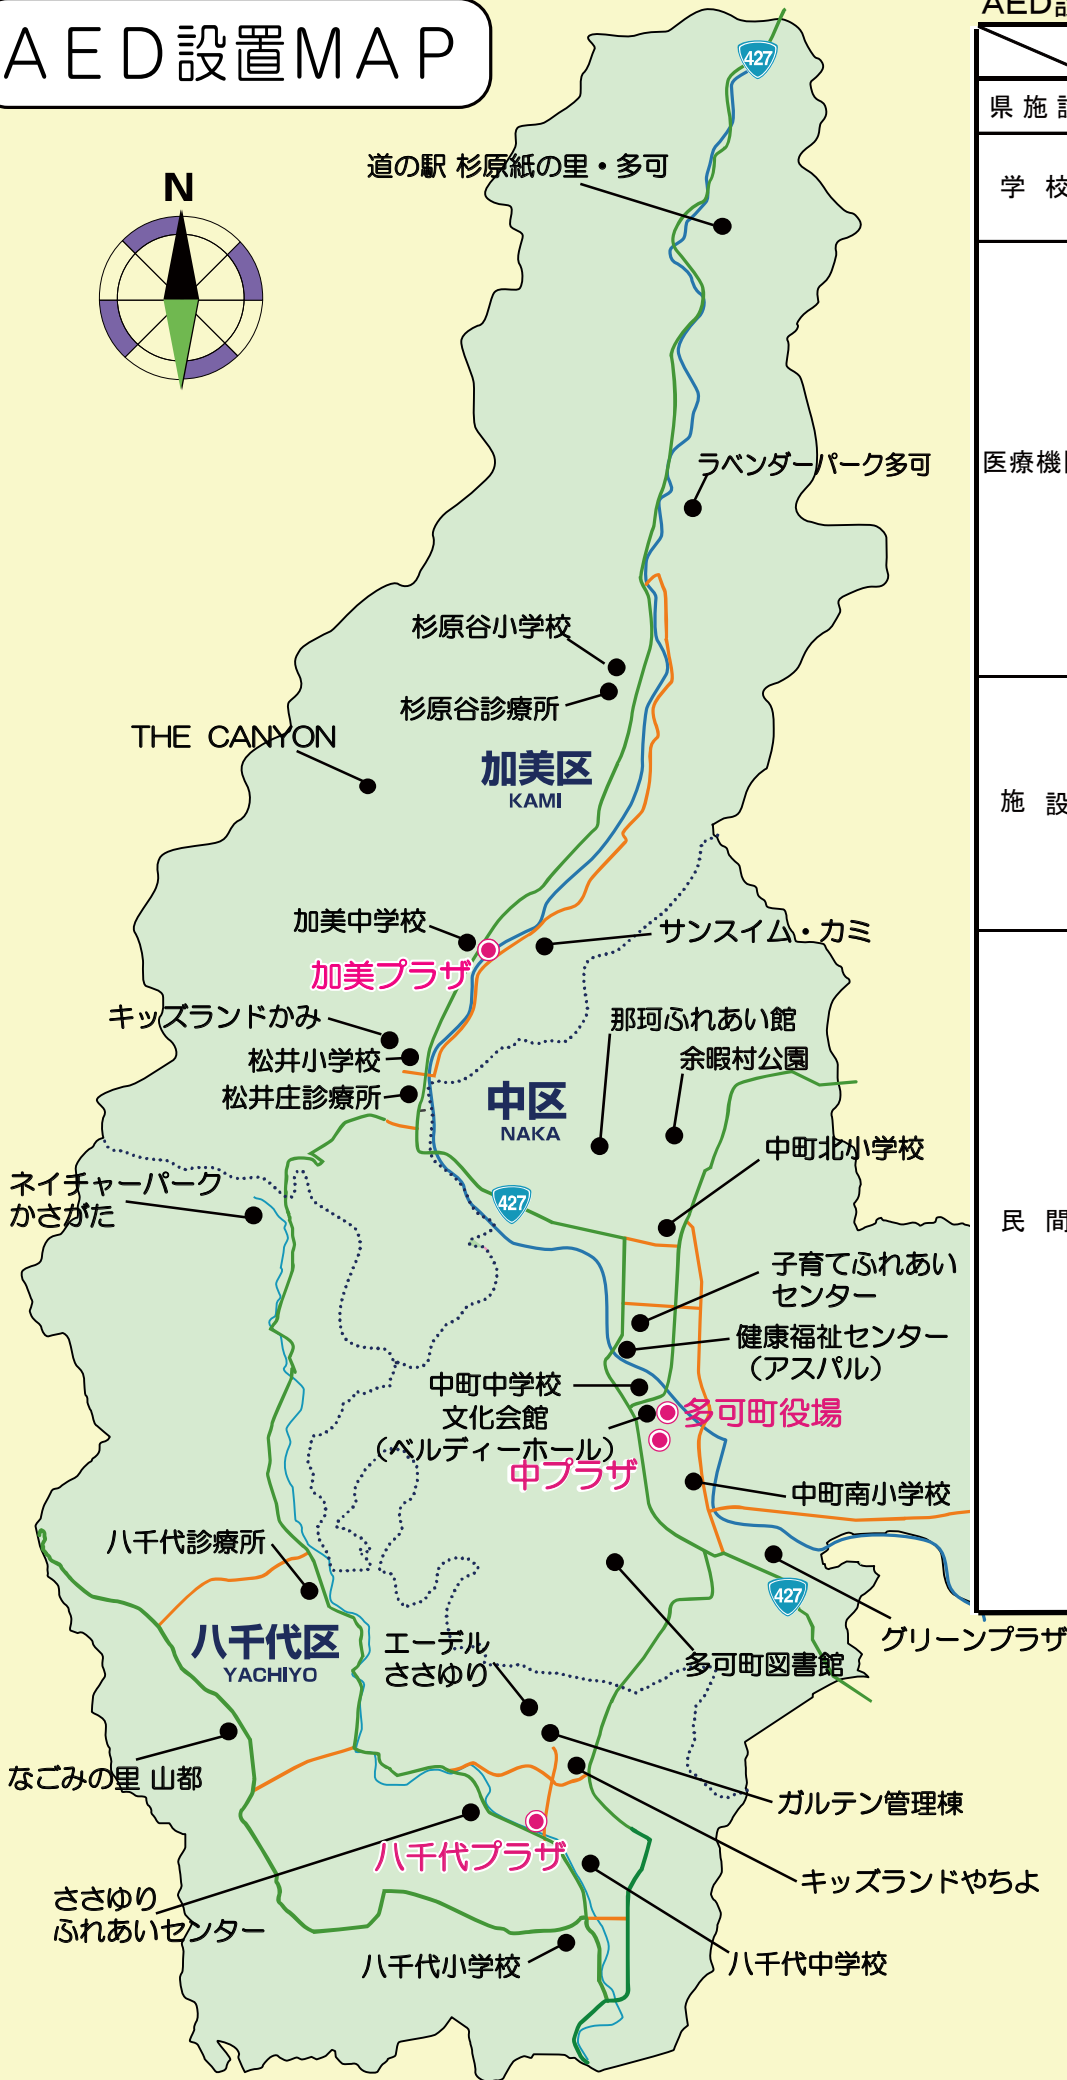 AED設置MAP
AED設
県施設
学校
医療機関
施設
民間
N
427
道の駅 杉原紙の里・多可
ラベンダーパーク多可
杉原谷小学校
杉原谷診療所
THE CANYON
加美区
KAMI
加美中学校
サンスイム・カミ
加美プラザ
キッズランドかみ
松井小学校
松井庄診療所
那珂ふれあい館
余暇村公園
中区
NAKA
中町北小学校
ネイチャーパーク
かさがた
427
子育てふれあい
センター
健康福祉センター
(アスパル)
中町中学校
文化会館
(ベルディーホール)
多可町役場
中プラザ
中町南小学校
八千代診療所
427
グリーンプラザ
八千代区
YACHIYO
エーデル
ささゆり
多可町図書館
なごみの里 山都
ガルテン管理棟
八千代プラザ
キッズランドやちよ
ささゆり
ふれあいセンター
八千代小学校
八千代中学校